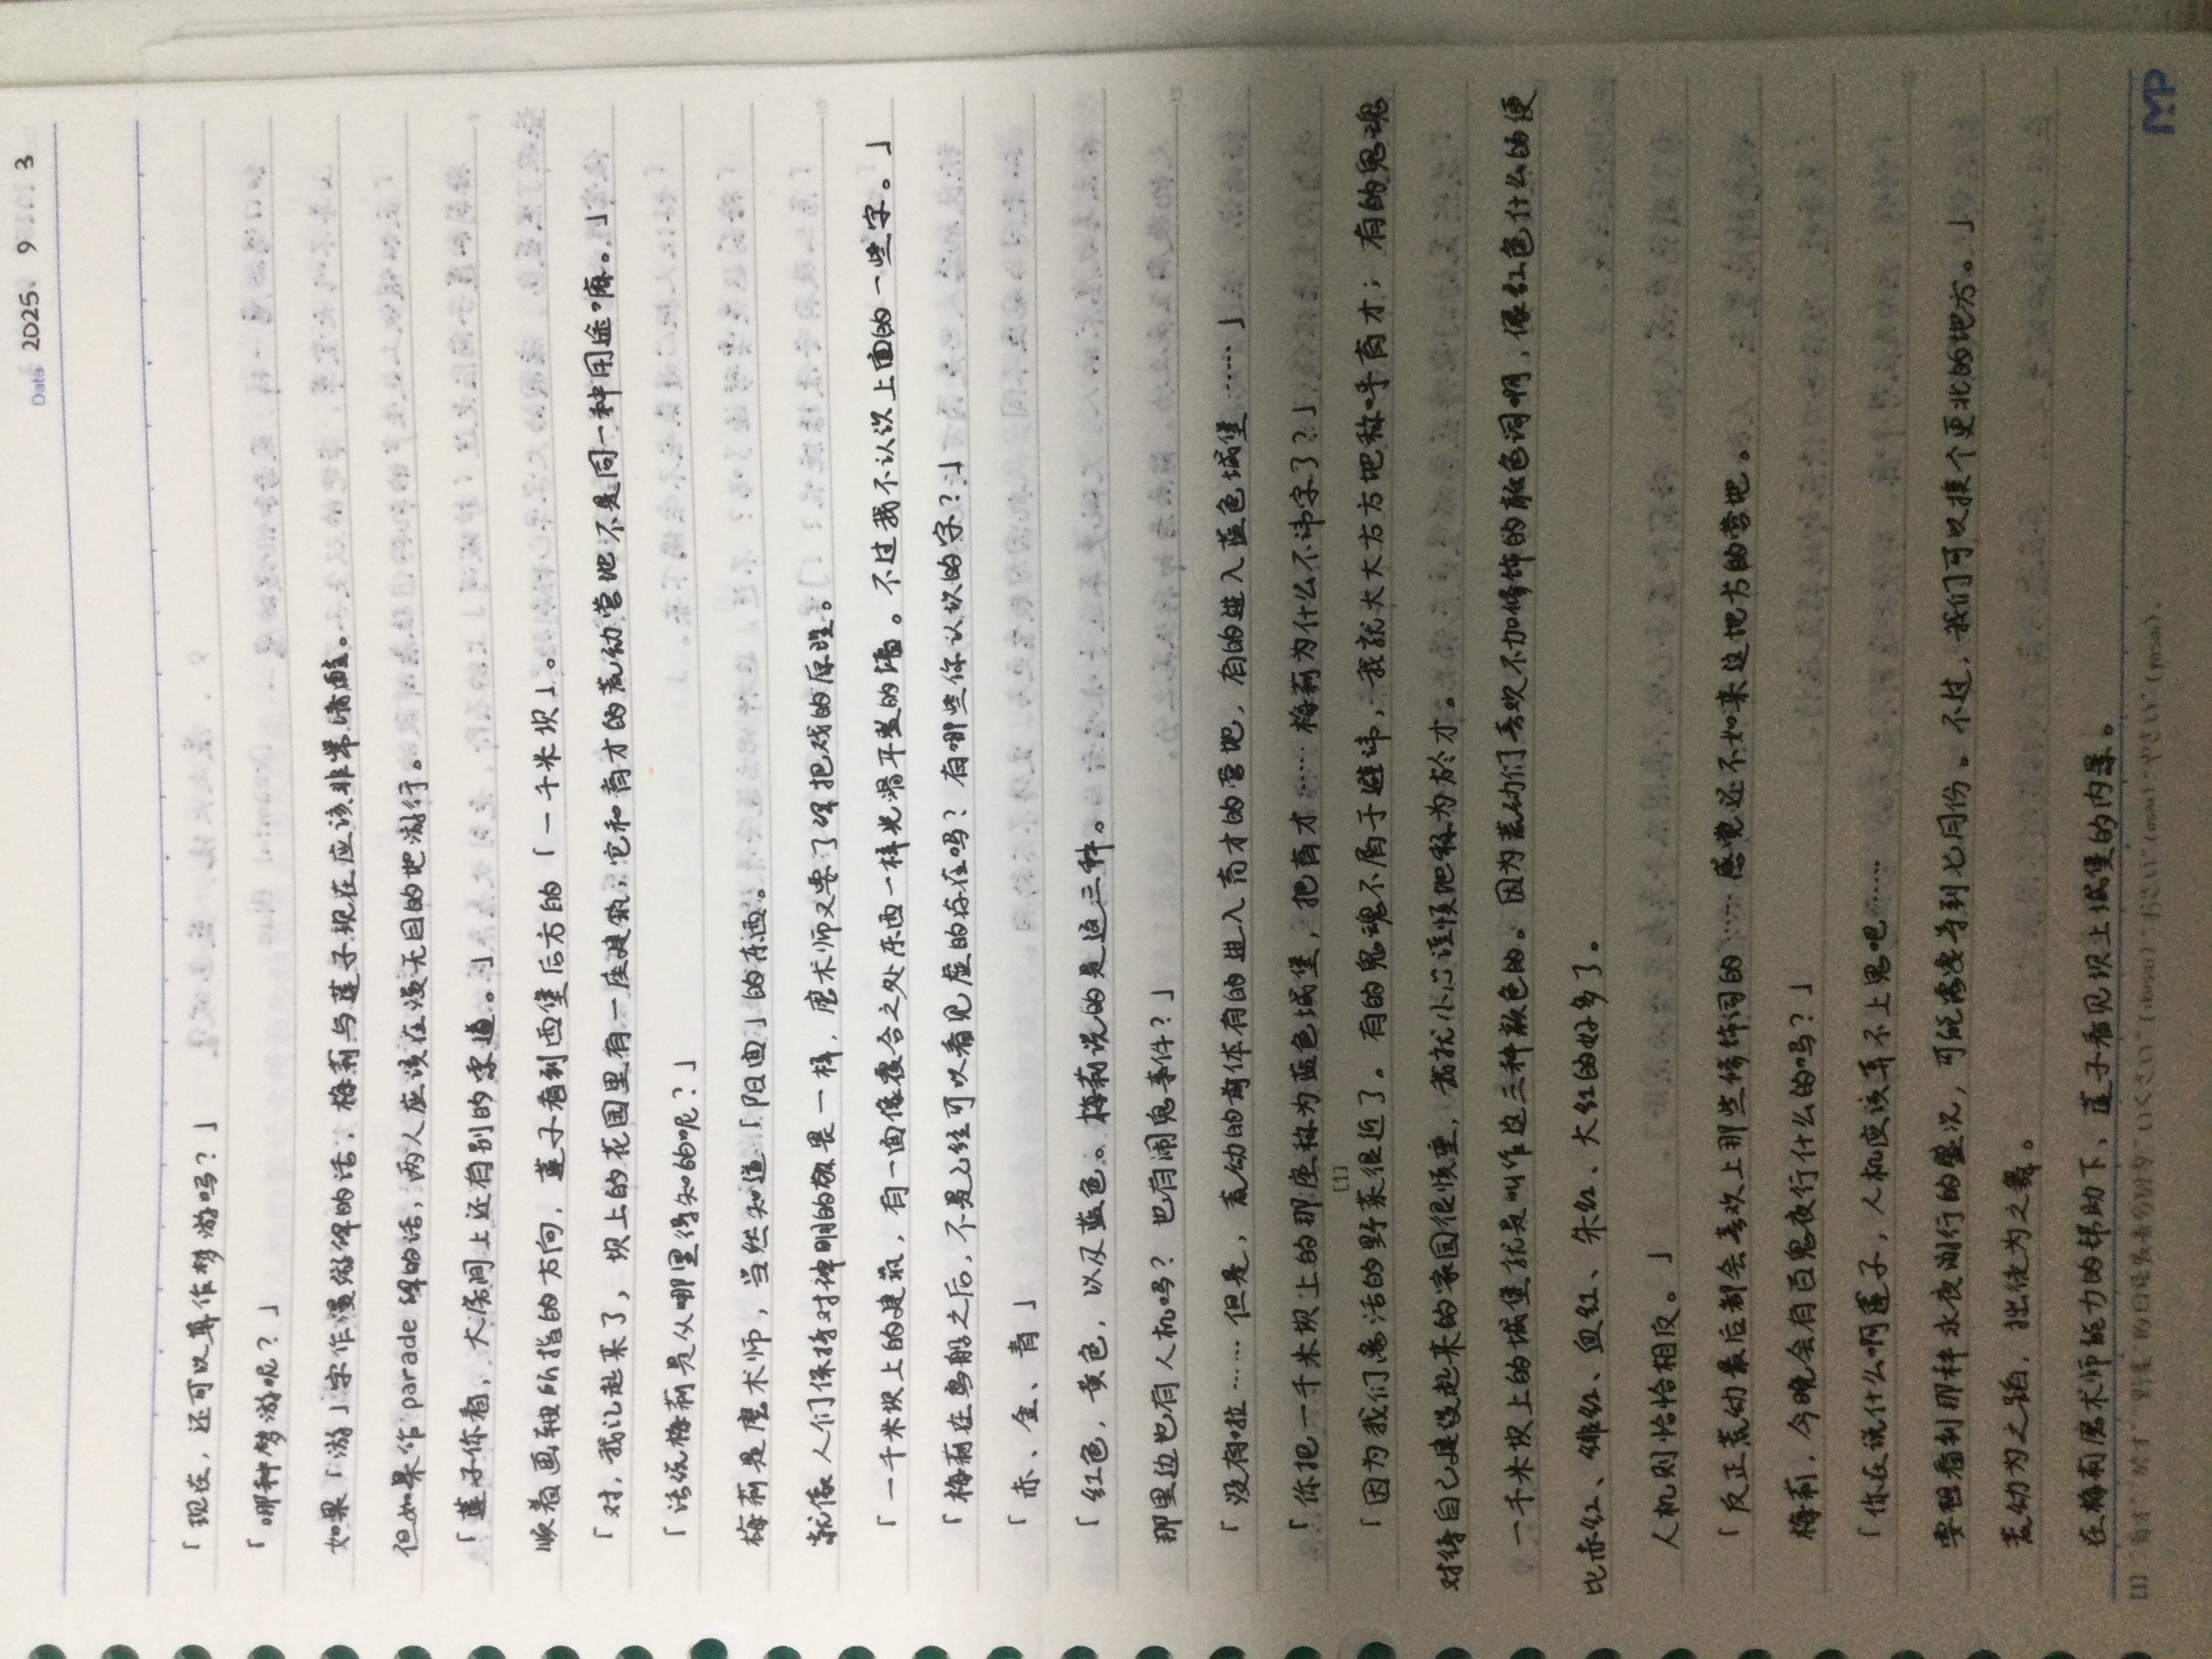 Date 2025. 9 3
「现在，还可以算作梦游吗？」
「哪种梦游呢？」
如果「游」字作漫游解的话，梅莉与莲子现在应该非常清醒。
但如果作 parade 解的话，两人应该在漫无目的地游行。
「莲子你看，大房间上还有别的索道。」
顺着画轴所指的方向，莲子看到西堡后方的「一千米坝」。
「对，我记起来了，坝上的花园里有一座建筑，它和育才的荒幼营地不是同一种用途嘛。」
「话说梅莉是从哪里得知的呢？」
梅莉是魔术师，当然知道「阳面」的东西。
就像人们保持对神明的敬畏一样，魔术师又要了解把戏的原理。
「一千米坝上的建筑，有一面像覆合之处东西一样光滑平整的墙。不过我不认识上面的一些字。」
「梅莉在鸟船之后，不是已经可以看见虚的存在吗？有哪些你认识的字？」
「赤、金、青」
「红色，黄色，以及蓝色。梅莉说的是这三种。
那里边也有人机吗？也有闹鬼事件？」
「没有啦……但是，荒幼的前体有的进入育才的营地，有的进入蓝色城堡……」
「你把一千米坝上的那座称为蓝色城堡，把育才……梅莉为什么不讳字了？」
[1]
「因为我们离活的野菜很近了。有的鬼魂不屑于避讳，我就大大方方地称呼育才；有的鬼魂
对待自己建设起来的家园很慎重，我就小心谨慎地称为於才。
一千米坝上的城堡就是叫作这三种颜色的。因为荒幼们喜欢不加修饰的颜色词啊，像红色什么的便
比赤红、绯红、血红、朱红、大红的好多了。
人机则恰恰相反。」
「反正荒幼最后都会喜欢上那些修饰词的……感觉还不如来这地方的营地。
梅莉，今晚会有百鬼夜行什么的吗？」
「你在说什么啊莲子，人机应该算不上鬼吧……
要想看到那种永夜游行的盛况，可能需要等到七月份。不过，我们可以换个更北的地方。」
荒幼为之蹈，拙徒为之舞。
在梅莉魔术师能力的帮助下，莲子看见坝上城堡的内景。
[1] "育才" "於才" "野菜" 的日语发音分别为 "いくさい" (ikusai) "おさい" (osai) "やさい" (yasai)。
MP